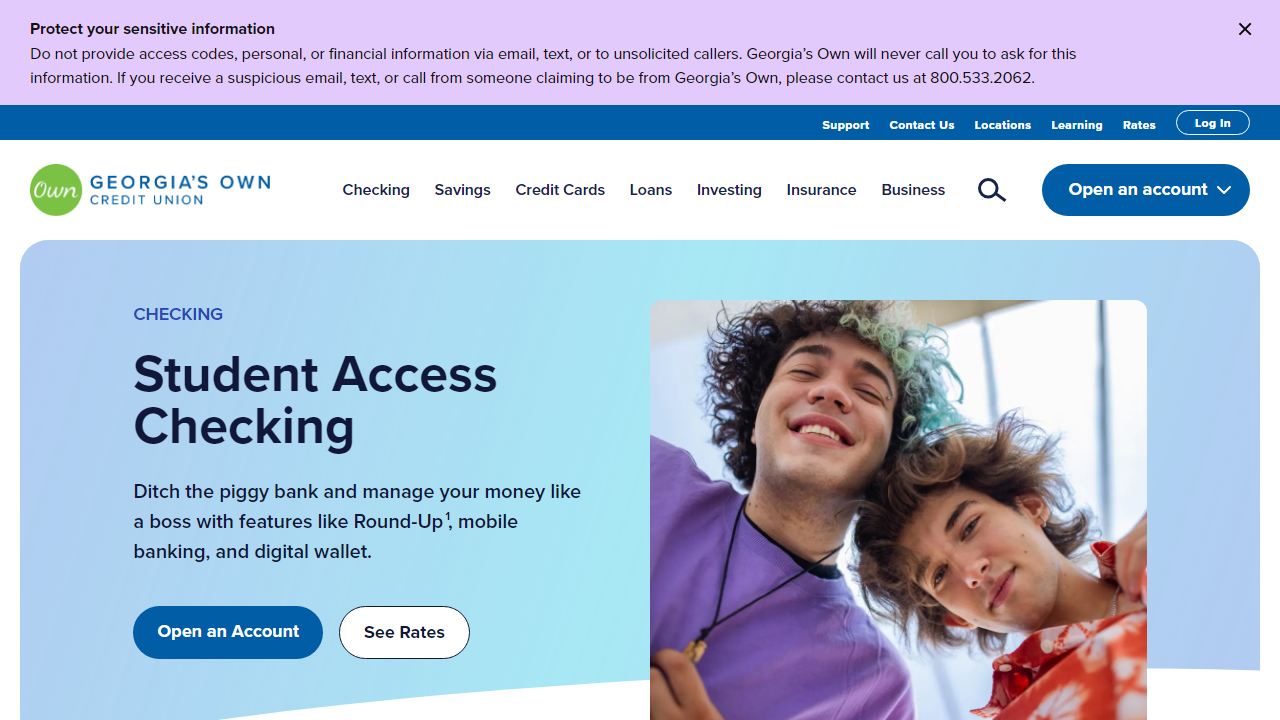 Protect your sensitive information
Do not provide access codes, personal, or financial information via email, text, or to unsolicited callers. Georgia’s Own will never call you to ask for this
information. If you receive a suspicious email, text, or call from someone claiming to be from Georgia’s Own, please contact us at 800.533.2062.
Support Contact Us Locations Learning Rates Log In
Own GEORGIA’S OWN
CREDIT UNION
Checking Savings Credit Cards Loans Investing Insurance Business Open an account
CHECKING
Student Access
Checking
Ditch the piggy bank and manage your money like
a boss with features like Round-Up¹, mobile
banking, and digital wallet.
Open an Account See Rates